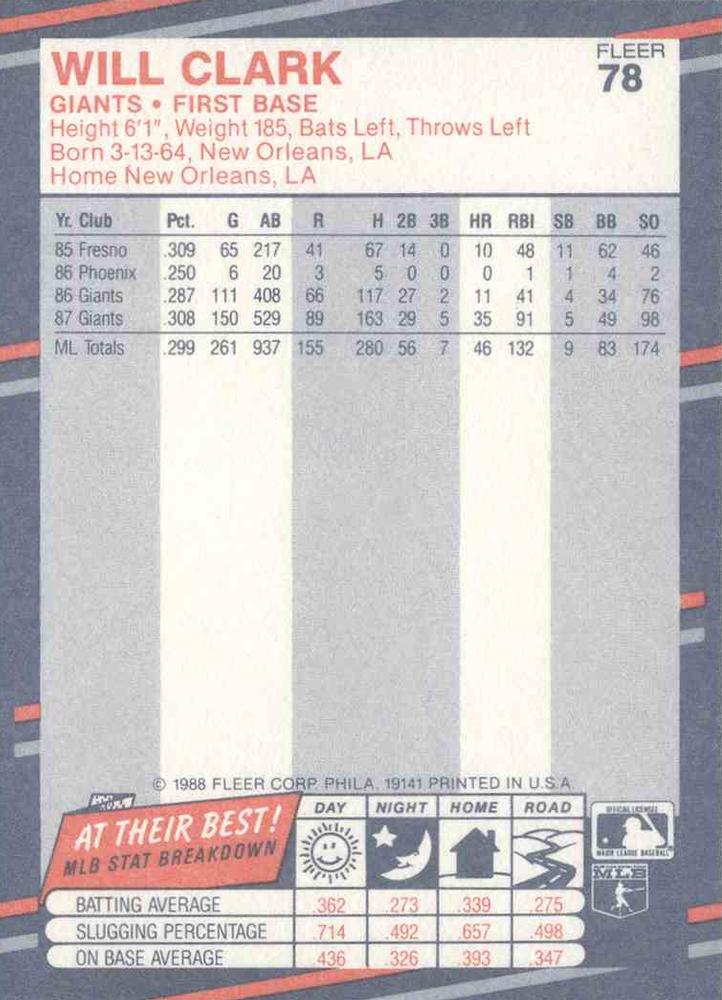 WILL CLARK
FLEER
78
GIANTS • FIRST BASE
Height 6'1", Weight 185, Bats Left, Throws Left
Born 3-13-64, New Orleans, LA
Home New Orleans, LA
Yr. Club Pct. G AB R H 2B 3B HR RBI SB BB SO
85 Fresno .309 65 217 41 67 14 0 10 48 11 62 46
86 Phoenix .250 6 20 3 5 0 0 0 1 1 4 2
86 Giants .287 111 408 66 117 27 2 11 41 4 34 76
87 Giants .308 150 529 89 163 29 5 35 91 5 49 98
ML Totals .299 261 937 155 280 56 7 46 132 9 83 174
© 1988 FLEER CORP. PHILA. 19141 PRINTED IN U.S.A.
AT THEIR BEST!
MLB STAT BREAKDOWN
DAY NIGHT HOME ROAD
BATTING AVERAGE .362 .273 .339 .275
SLUGGING PERCENTAGE .714 .492 .657 .498
ON BASE AVERAGE .436 .326 .393 .347
OFFICIAL LICENSEE
MAJOR LEAGUE BASEBALL
MLB